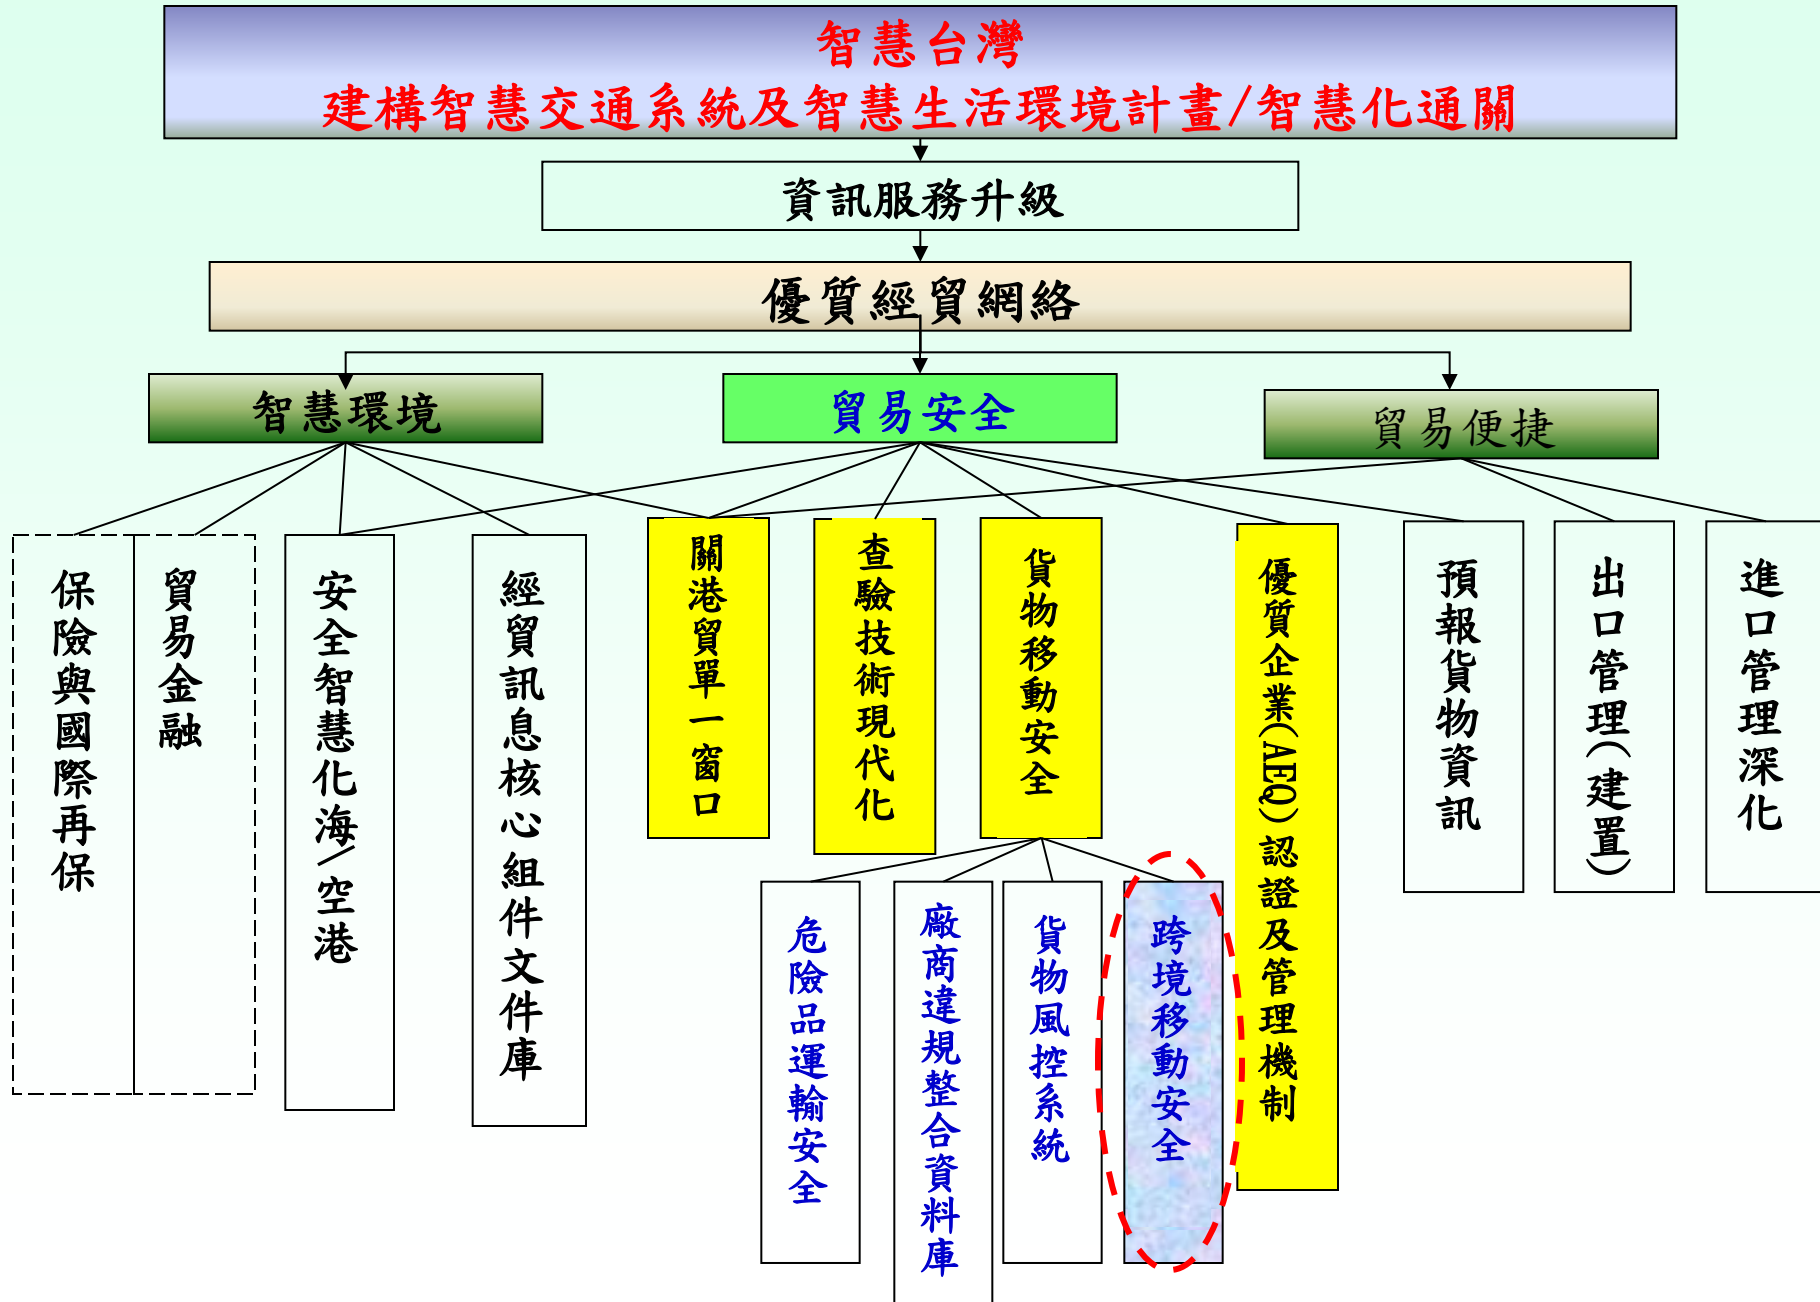 智慧台灣
建構智慧交通系統及智慧生活環境計畫/智慧化通關
資訊服務升級
優質經貿網絡
智慧環境
貿易安全
貿易便捷
保險與國際再保
貿易金融
安全智慧化海/空港
經貿訊息核心組件文件庫
關港貿單一窗口
查驗技術現代化
貨物移動安全
優質企業(AEQ)認證及管理機制
預報貨物資訊
出口管理(建置)
進口管理深化
危險品運輸安全
廠商違規整合資料庫
貨物風控系統
跨境移動安全